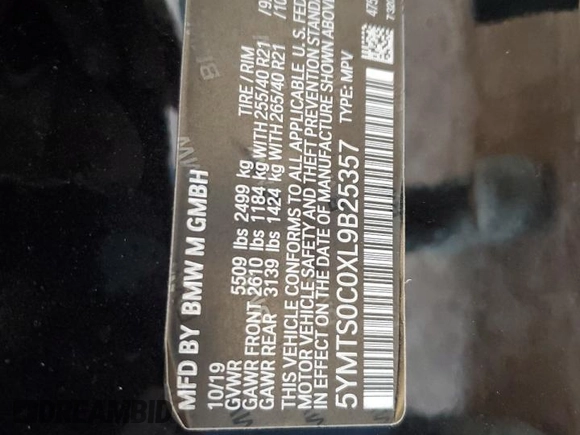 MFD BY BMW M GMBH
10/19
GVWR 5509 lbs 2499 kg TIRE / RIM
GAWR FRONT 2610 lbs 1184 kg WITH 255/40 R21
GAWR REAR 3139 lbs 1424 kg WITH 265/40 R21
THIS VEHICLE CONFORMS TO ALL APPLICABLE U. S. FED
MOTOR VEHICLE SAFETY AND THEFT PREVENTION STANDA
IN EFFECT ON THE DATE OF MANUFACTURE SHOWN ABOVE
5YMTS0C0XL9B25357 TYPE: MPV
DREAMBID